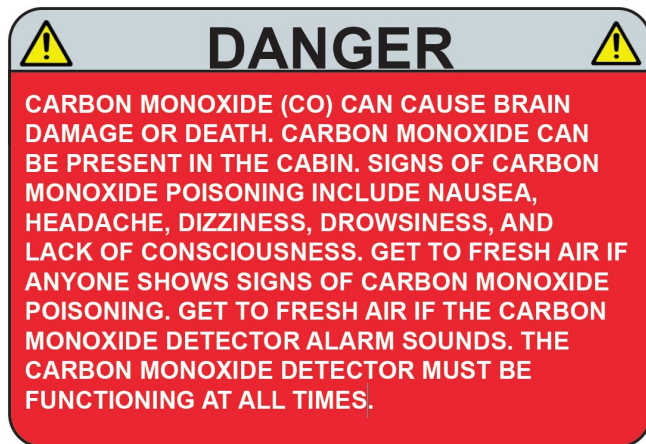 DANGER
CARBON MONOXIDE (CO) CAN CAUSE BRAIN
DAMAGE OR DEATH. CARBON MONOXIDE CAN
BE PRESENT IN THE CABIN. SIGNS OF CARBON
MONOXIDE POISONING INCLUDE NAUSEA,
HEADACHE, DIZZINESS, DROWSINESS, AND
LACK OF CONSCIOUSNESS. GET TO FRESH AIR IF
ANYONE SHOWS SIGNS OF CARBON MONOXIDE
POISONING. GET TO FRESH AIR IF THE CARBON
MONOXIDE DETECTOR ALARM SOUNDS. THE
CARBON MONOXIDE DETECTOR MUST BE
FUNCTIONING AT ALL TIMES.